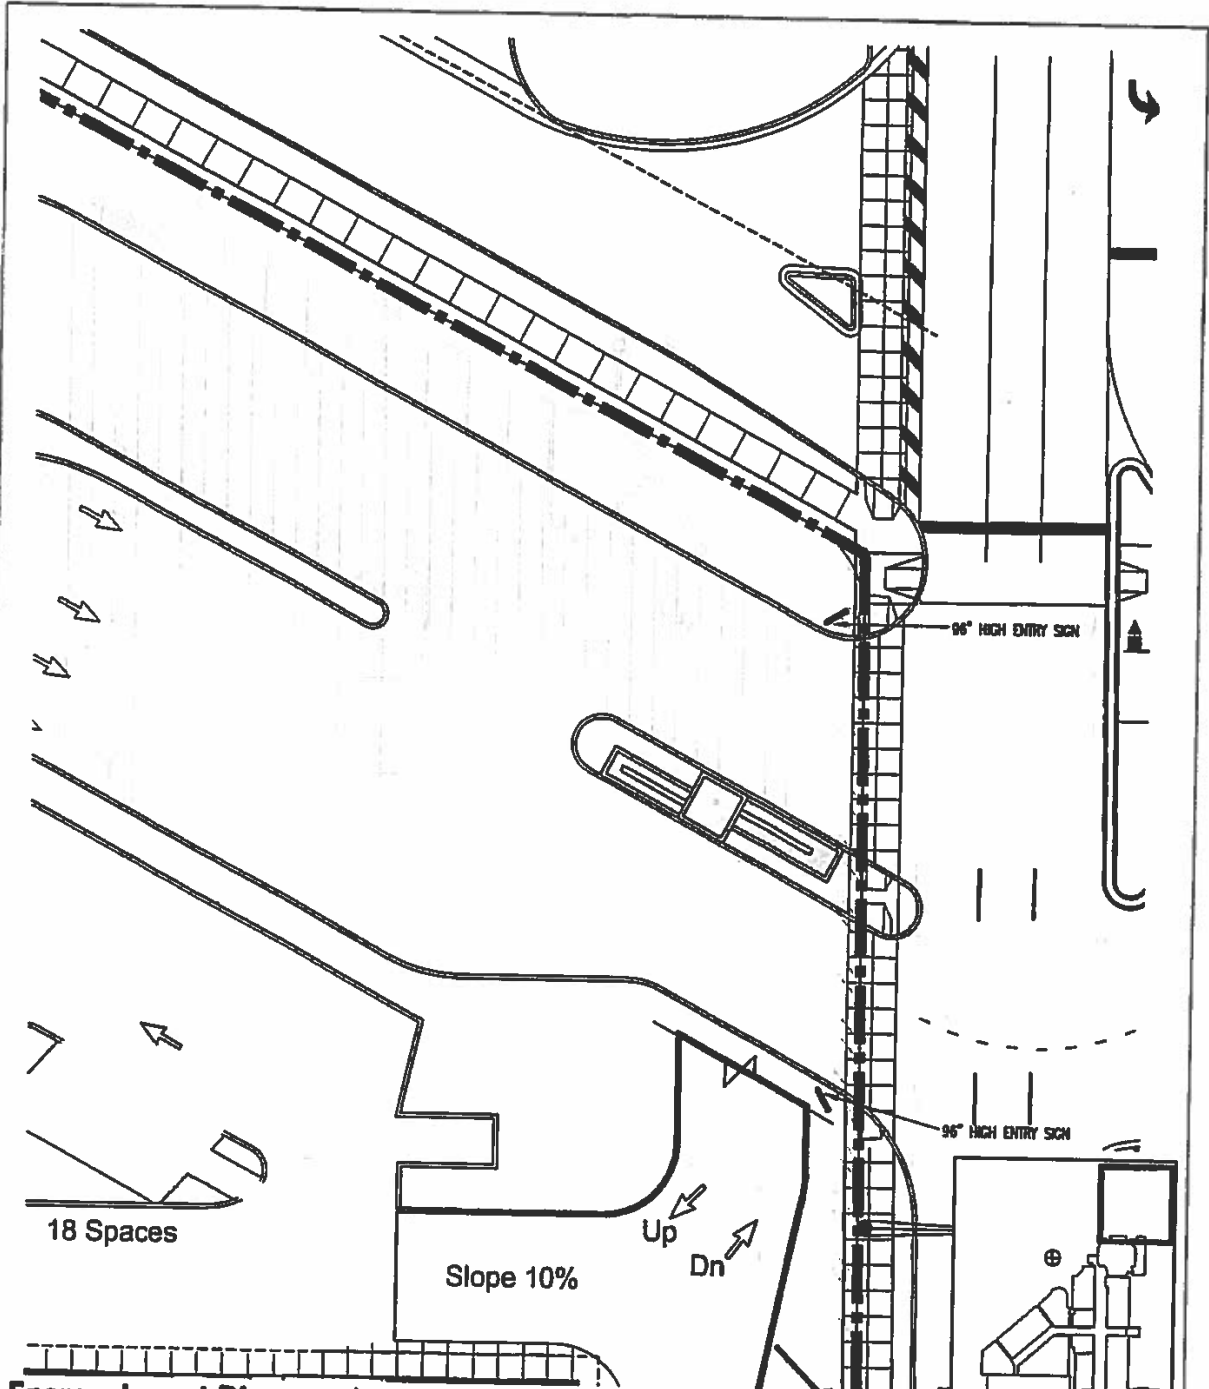 96" HIGH ENTRY SIGN
96" HIGH ENTRY SIGN
18 Spaces
Up
Dn
Slope 10%